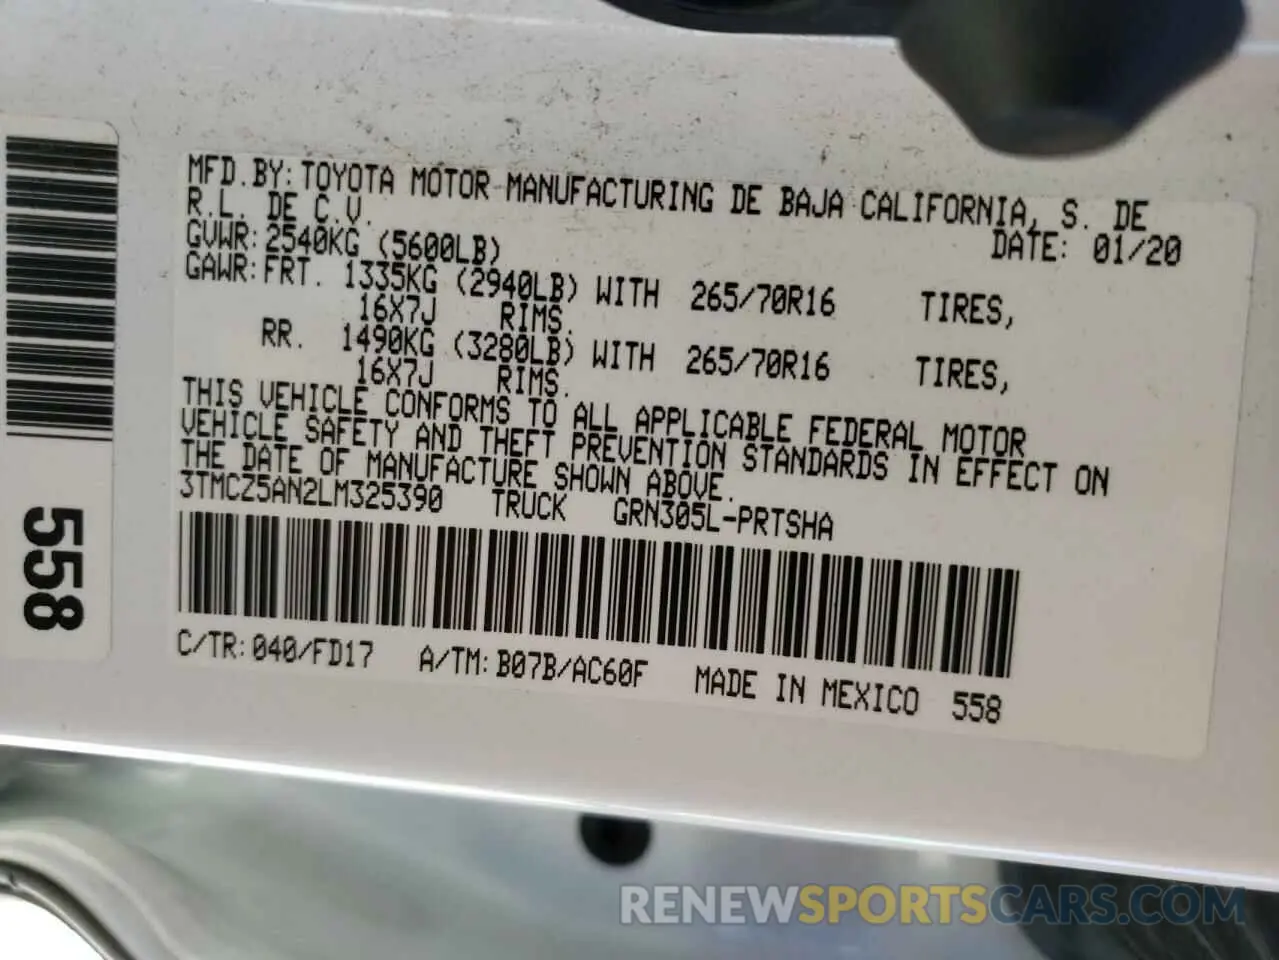 MFD.BY: TOYOTA MOTOR MANUFACTURING DE BAJA CALIFORNIA, S. DE
R.L. DE C.V. DATE: 01/20
GVWR: 2540KG (5600LB)
GAWR: FRT. 1335KG (2940LB) WITH 265/70R16 TIRES,
16X7J RIMS.
RR. 1490KG (3280LB) WITH 265/70R16 TIRES,
16X7J RIMS.
THIS VEHICLE CONFORMS TO ALL APPLICABLE FEDERAL MOTOR
VEHICLE SAFETY AND THEFT PREVENTION STANDARDS IN EFFECT ON
THE DATE OF MANUFACTURE SHOWN ABOVE.
3TMCZ5AN2LM325390 TRUCK GRN305L-PRTSHA
C/TR: 040/FD17 A/TM: B07B/AC60F MADE IN MEXICO 558
558
RENEWSPORTSCARS.COM